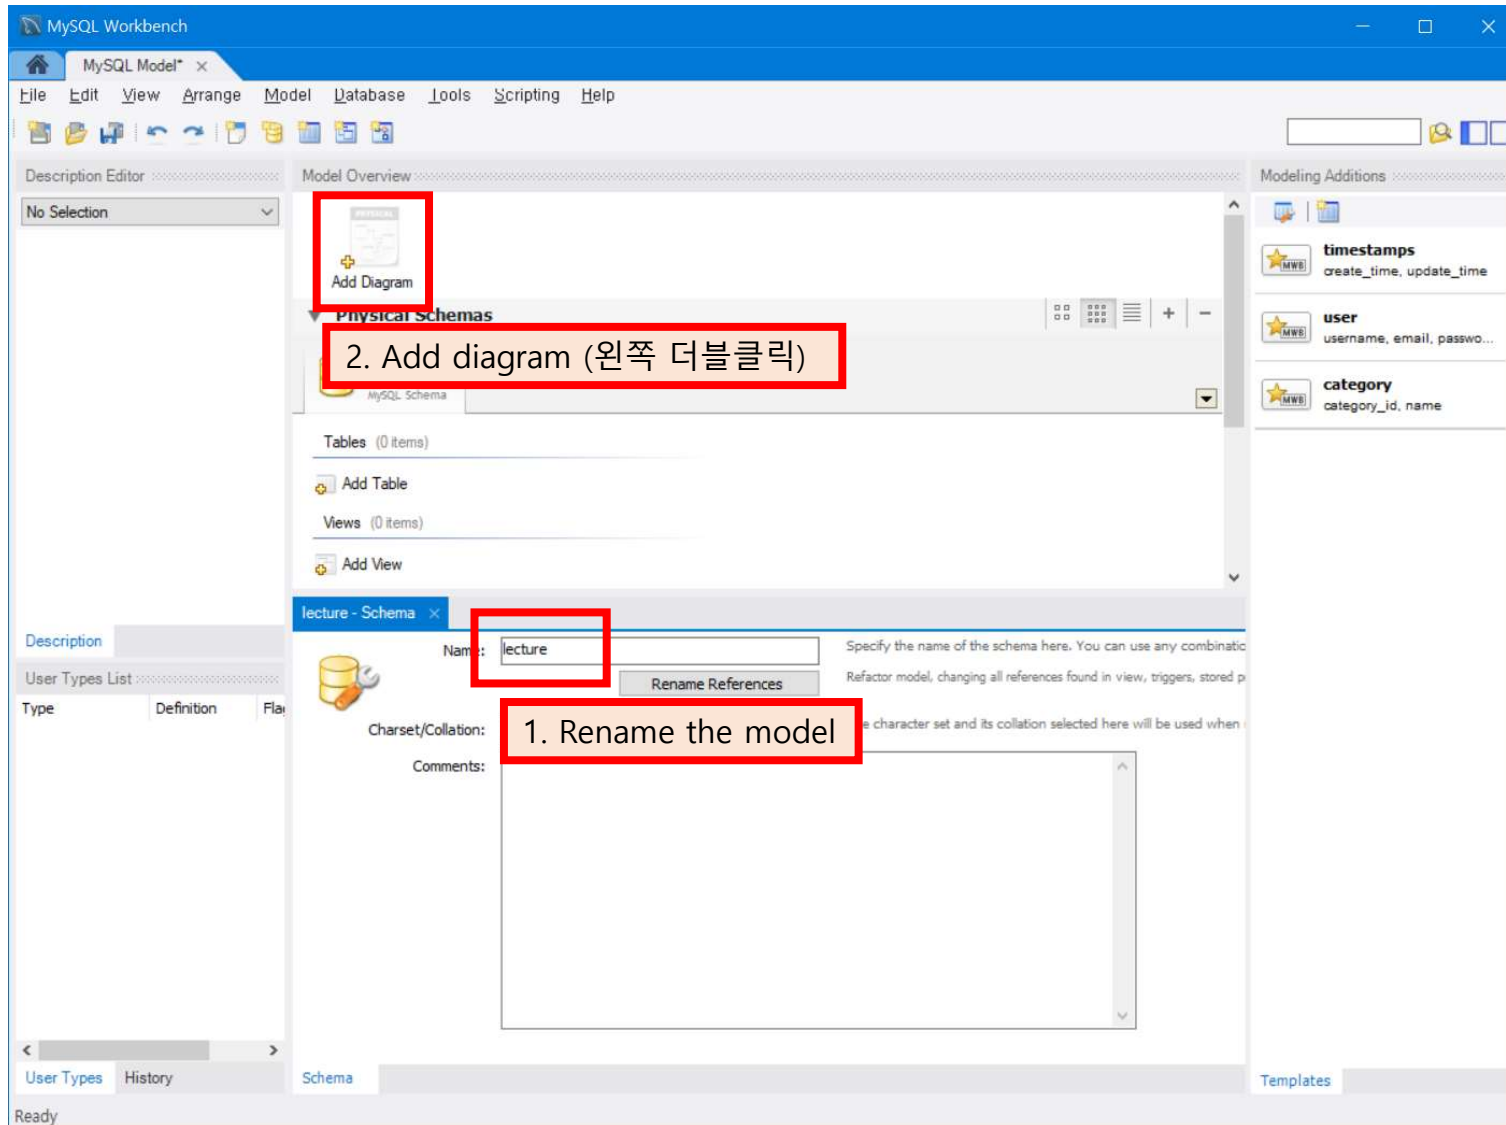 MySQL Workbench
MySQL Model* ×
File Edit View Arrange Model Database Tools Scripting Help
Description Editor
No Selection
Model Overview
PHYSICAL
Add Diagram
Physical Schemas
2. Add diagram (왼쪽 더블클릭)
MySQL Schema
Tables (0 items)
Add Table
Views (0 items)
Add View
Modeling Additions
MWB
timestamps
create_time, update_time
MWB
user
username, email, passwo...
MWB
category
category_id, name
Description
User Types List
Type Definition Flag
lecture - Schema ×
Name: lecture
Specify the name of the schema here. You can use any combinatic
Rename References
Refactor model, changing all references found in view, triggers, stored p
1. Rename the model
Charset/Collation:
e character set and its collation selected here will be used when
Comments:
User Types History
Schema
Templates
Ready